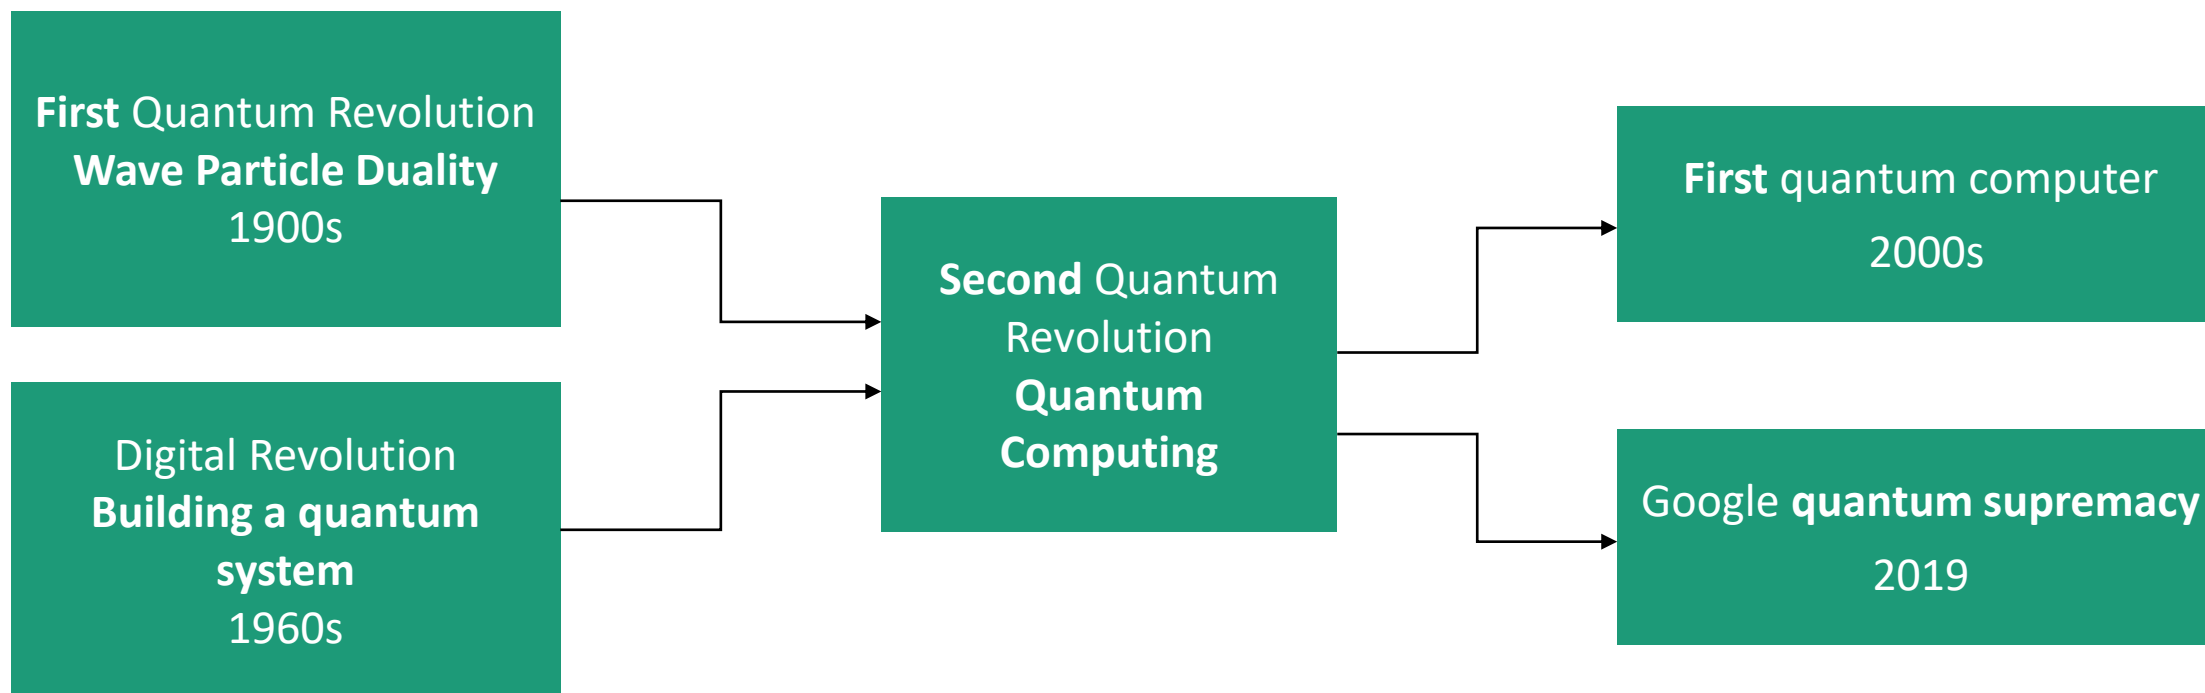 First Quantum Revolution
Wave Particle Duality
1900s
Digital Revolution
Building a quantum
system
1960s
Second Quantum
Revolution
Quantum
Computing
First quantum computer
2000s
Google quantum supremacy
2019